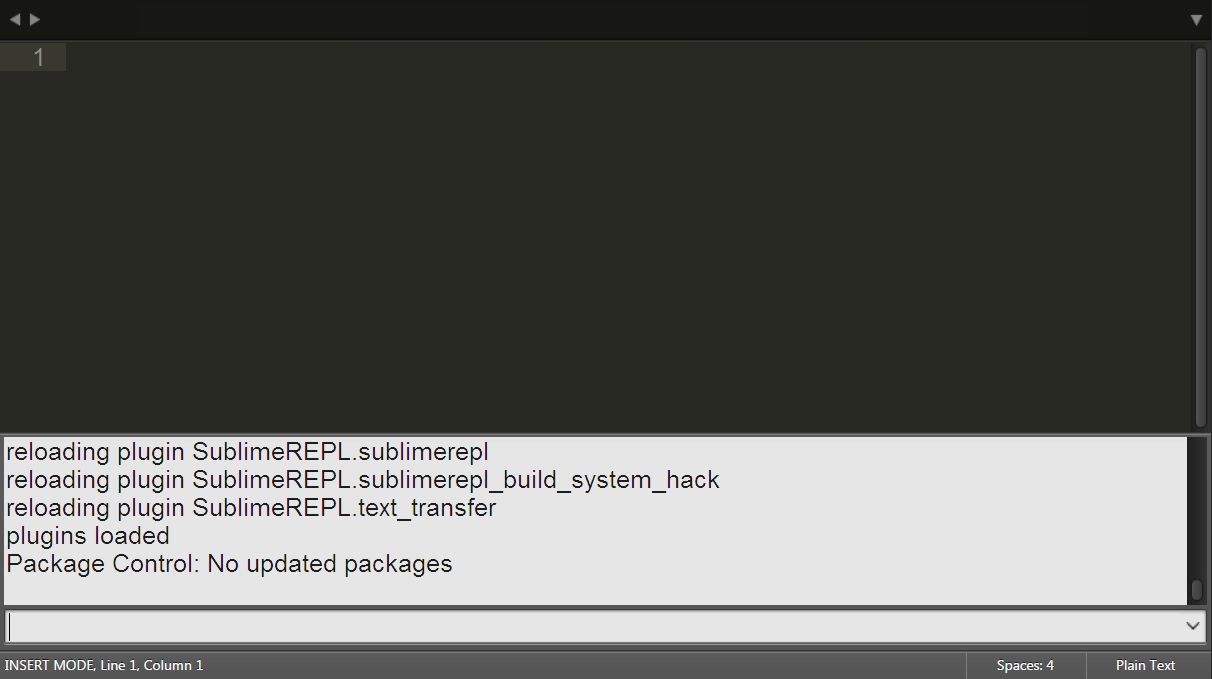 1
reloading plugin SublimeREPL.sublimerepl
reloading plugin SublimeREPL.sublimerepl_build_system_hack
reloading plugin SublimeREPL.text_transfer
plugins loaded
Package Control: No updated packages
INSERT MODE, Line 1, Column 1
Spaces: 4
Plain Text